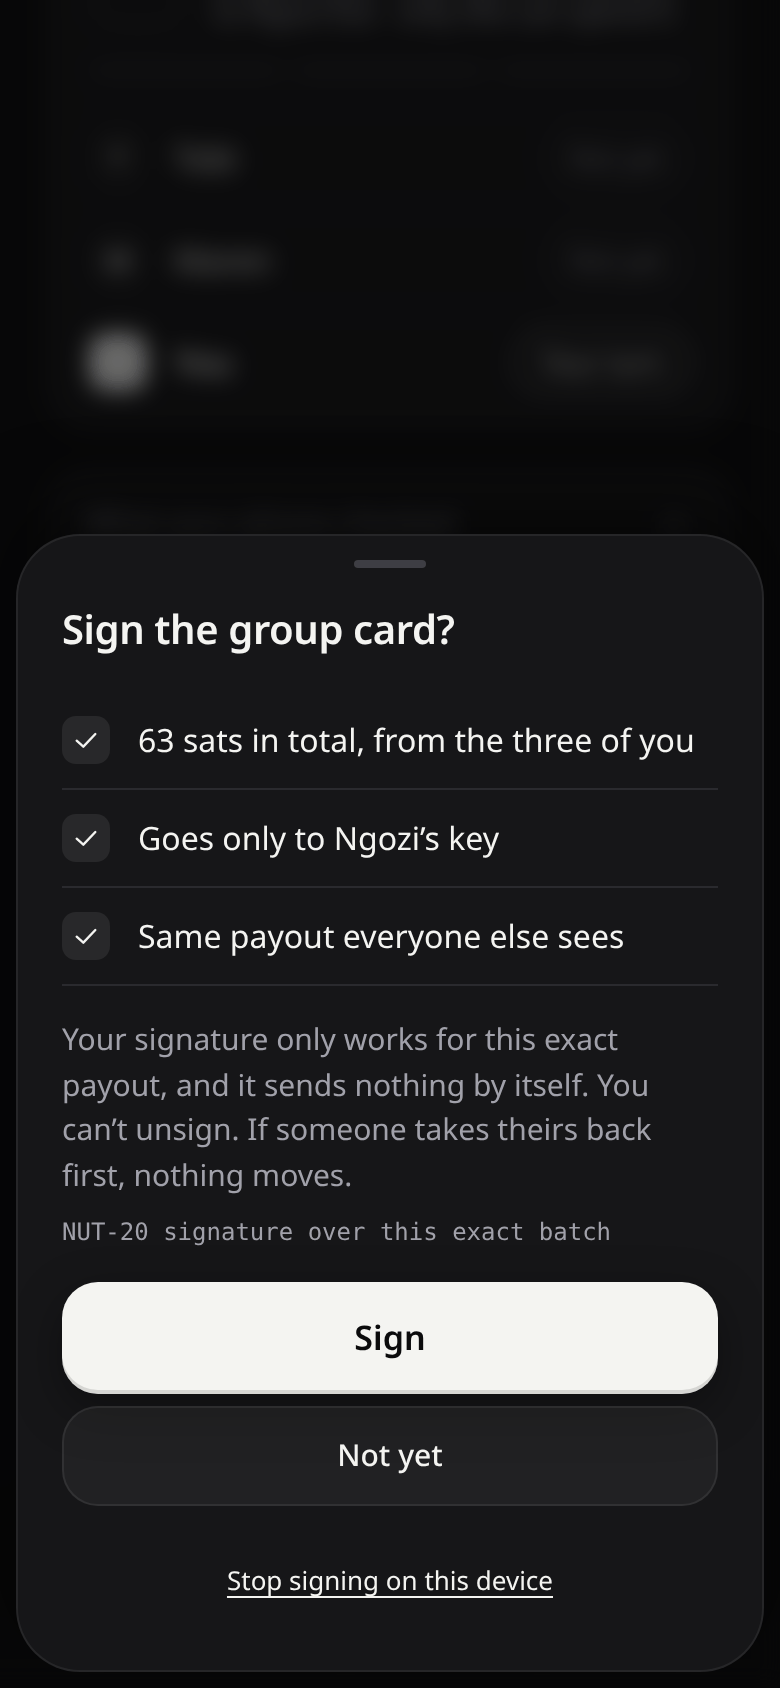 Sign the group card?
63 sats in total, from the three of you
Goes only to Ngozi’s key
Same payout everyone else sees
Your signature only works for this exact
payout, and it sends nothing by itself. You
can’t unsign. If someone takes theirs back
first, nothing moves.
NUT-20 signature over this exact batch
Sign
Not yet
Stop signing on this device